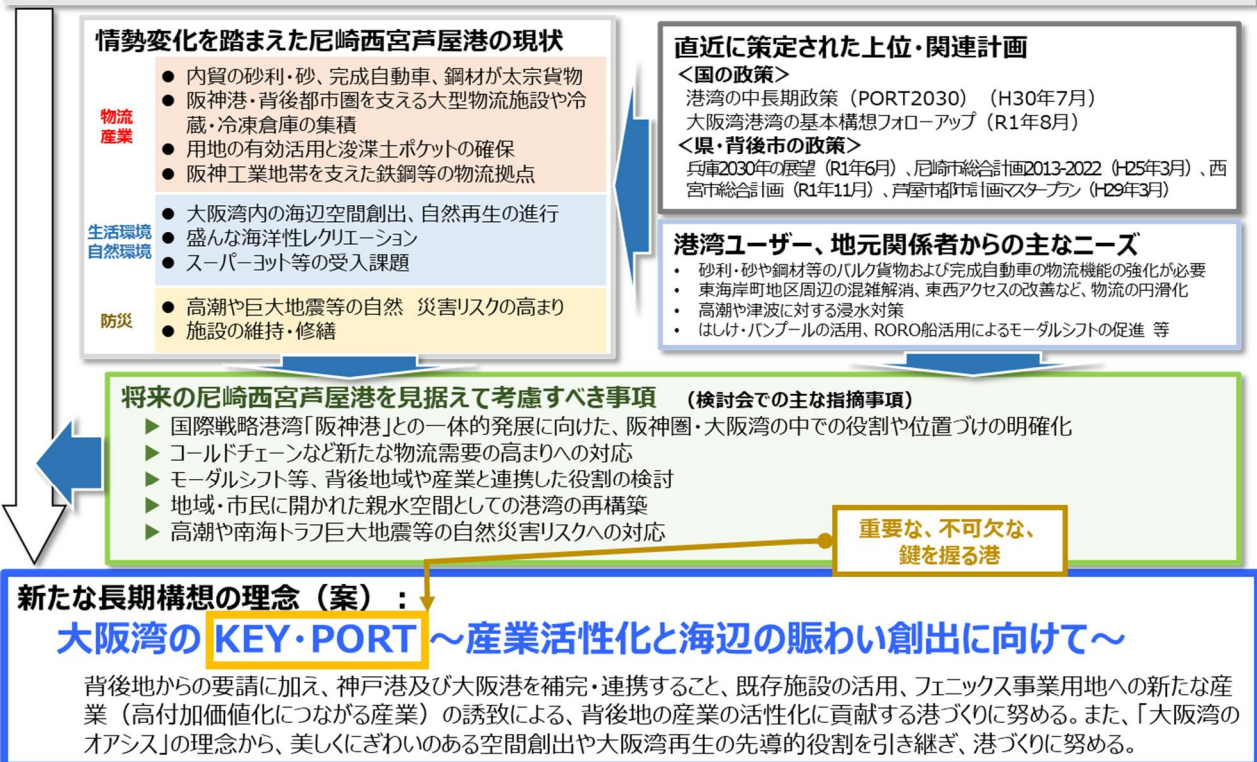 情勢変化を踏まえた尼崎西宮芦屋港の現状
物流
産業
● 内貿の砂利・砂、完成自動車、鋼材が太宗貨物
● 阪神港・背後都市圏を支える大型物流施設や冷
蔵・冷凍倉庫の集積
● 用地の有効活用と浚渫土ポケットの確保
● 阪神工業地帯を支えた鉄鋼等の物流拠点
生活環境
自然環境
● 大阪湾内の海辺空間創出、自然再生の進行
● 盛んな海洋性レクリエーション
● スーパーヨット等の受入課題
防災
● 高潮や巨大地震等の自然 災害リスクの高まり
● 施設の維持・修繕
直近に策定された上位・関連計画
＜国の政策＞
港湾の中長期政策（PORT2030）（H30年7月）
大阪湾港湾の基本構想フォローアップ（R1年8月）
＜県・背後市の政策＞
兵庫2030年の展望（R1年6月）、尼崎市総合計画2013-2022（H25年3月）、西
宮市総合計画（R1年11月）、芦屋市都市計画マスタープラン（H29年3月）
港湾ユーザー、地元関係者からの主なニーズ
• 砂利・砂や鋼材等のバルク貨物および完成自動車の物流機能の強化が必要
• 東海岸町地区周辺の混雑解消、東西アクセスの改善など、物流の円滑化
• 高潮や津波に対する浸水対策
• はしけ・バンプールの活用、RORO船活用によるモーダルシフトの促進 等
将来の尼崎西宮芦屋港を見据えて考慮すべき事項 （検討会での主な指摘事項）
▶ 国際戦略港湾「阪神港」との一体的発展に向けた、阪神圏・大阪湾の中での役割や位置づけの明確化
▶ コールドチェーンなど新たな物流需要の高まりへの対応
▶ モーダルシフト等、背後地域や産業と連携した役割の検討
▶ 地域・市民に開かれた親水空間としての港湾の再構築
▶ 高潮や南海トラフ巨大地震等の自然災害リスクへの対応
重要な、不可欠な、
鍵を握る港
新たな長期構想の理念（案）：
大阪湾の KEY・PORT ～産業活性化と海辺の賑わい創出に向けて～
背後地からの要請に加え、神戸港及び大阪港を補完・連携すること、既存施設の活用、フェニックス事業用地への新たな産
業（高付加価値化につながる産業）の誘致による、背後地の産業の活性化に貢献する港づくりに努める。また、「大阪湾の
オアシス」の理念から、美しくにぎわいのある空間創出や大阪湾再生の先導的役割を引き継ぎ、港づくりに努める。